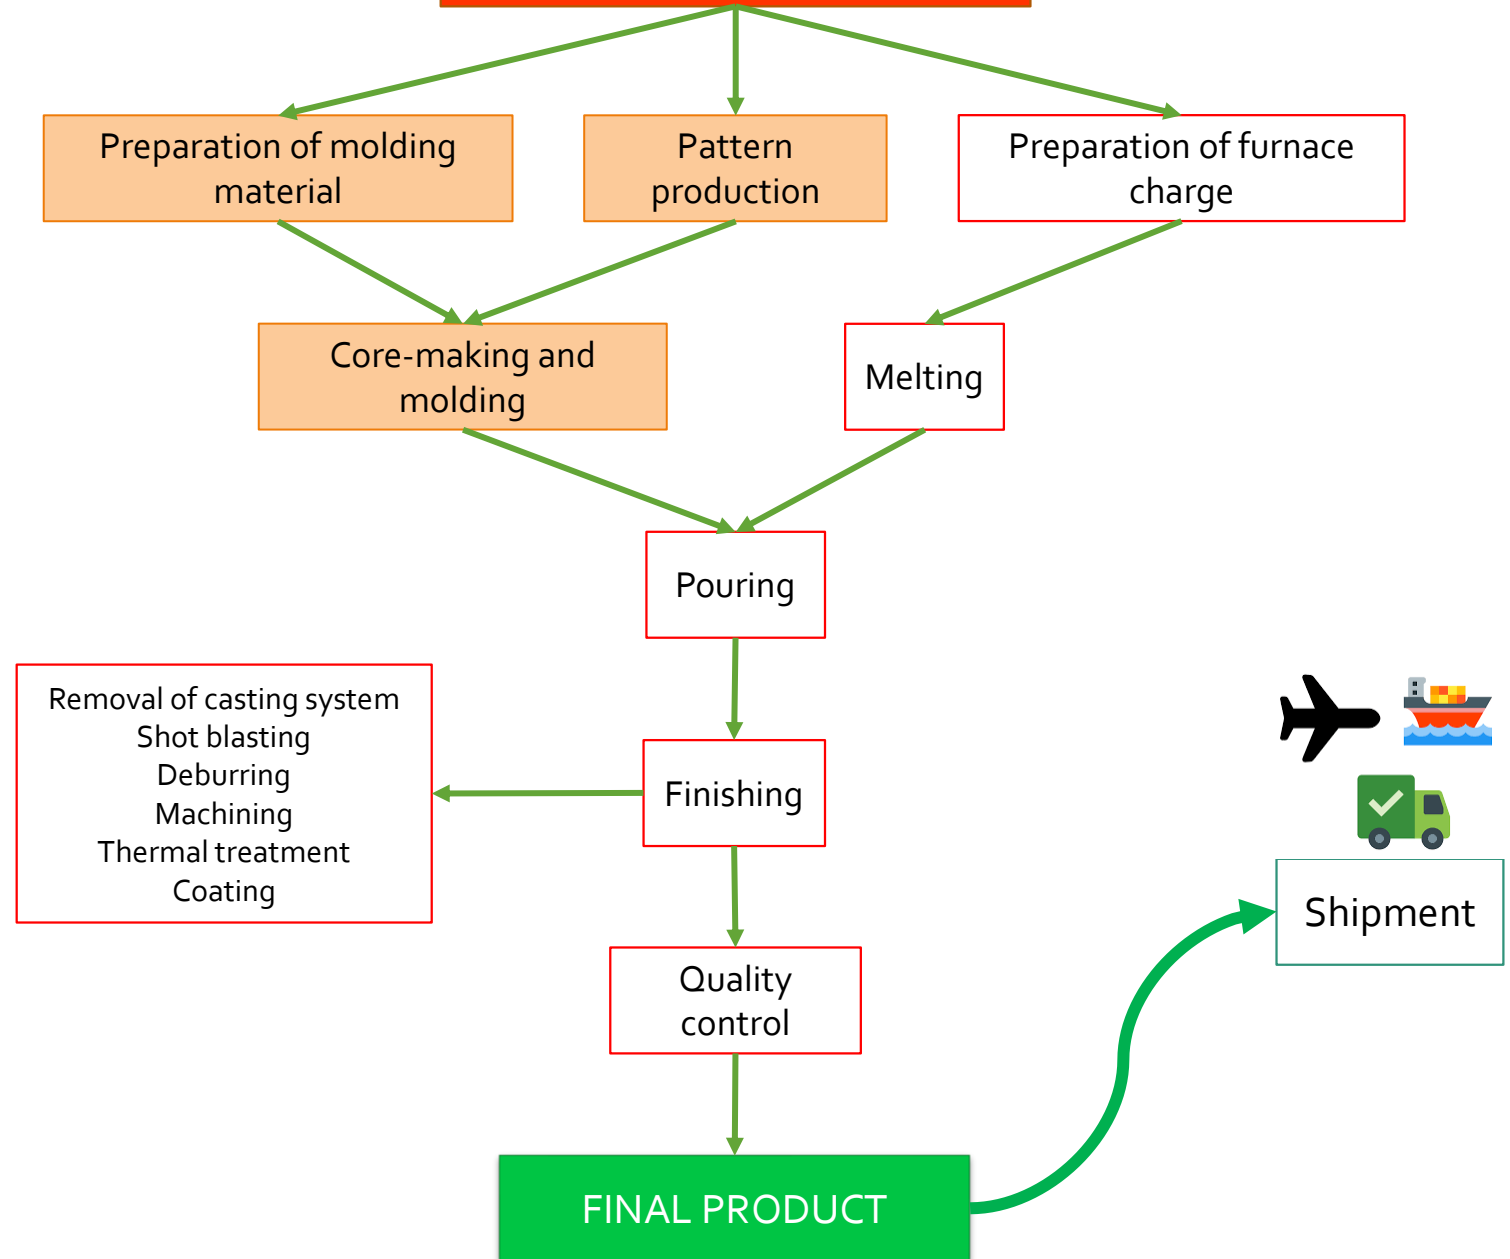 Preparation of molding
material
Pattern
production
Preparation of furnace
charge
Core-making and
molding
Melting
Pouring
Removal of casting system
Shot blasting
Deburring
Machining
Thermal treatment
Coating
Finishing
Shipment
Quality
control
FINAL PRODUCT